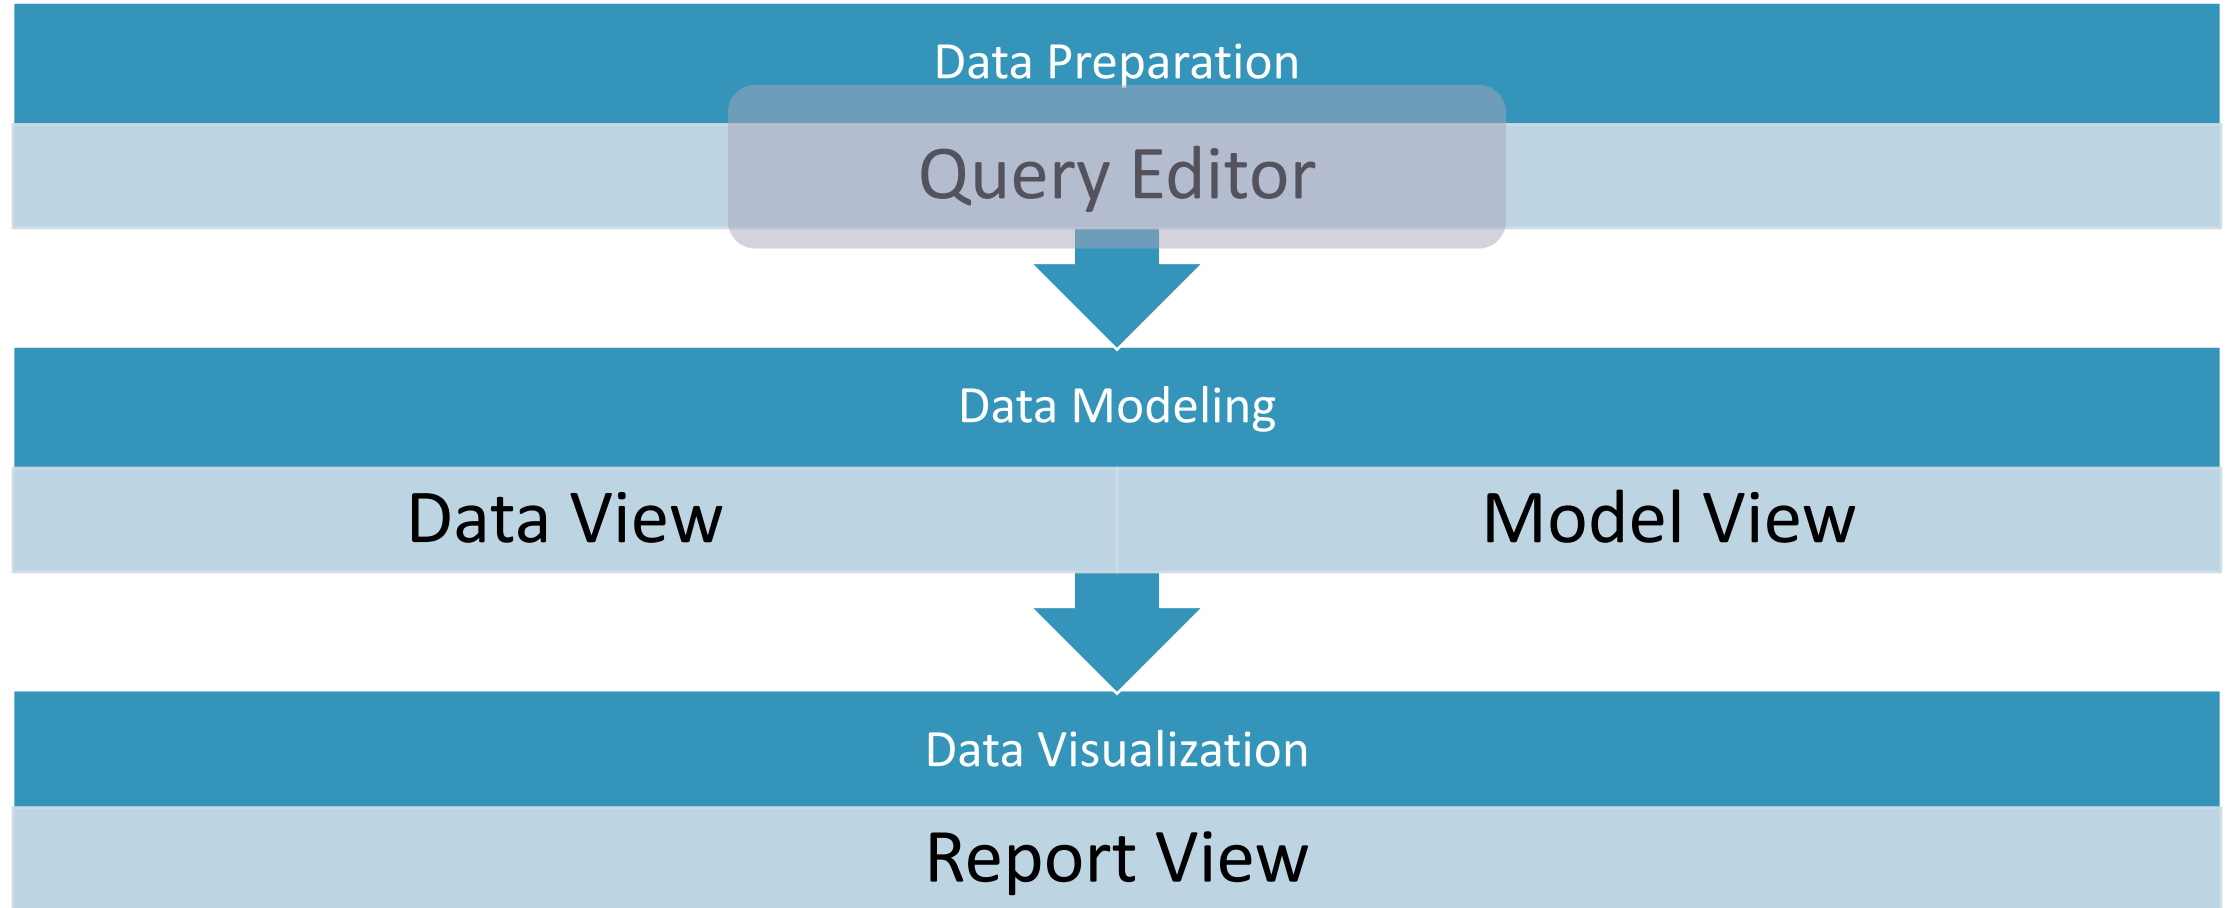 Data Preparation
Query Editor
Data Modeling
Data View
Model View
Data Visualization
Report View